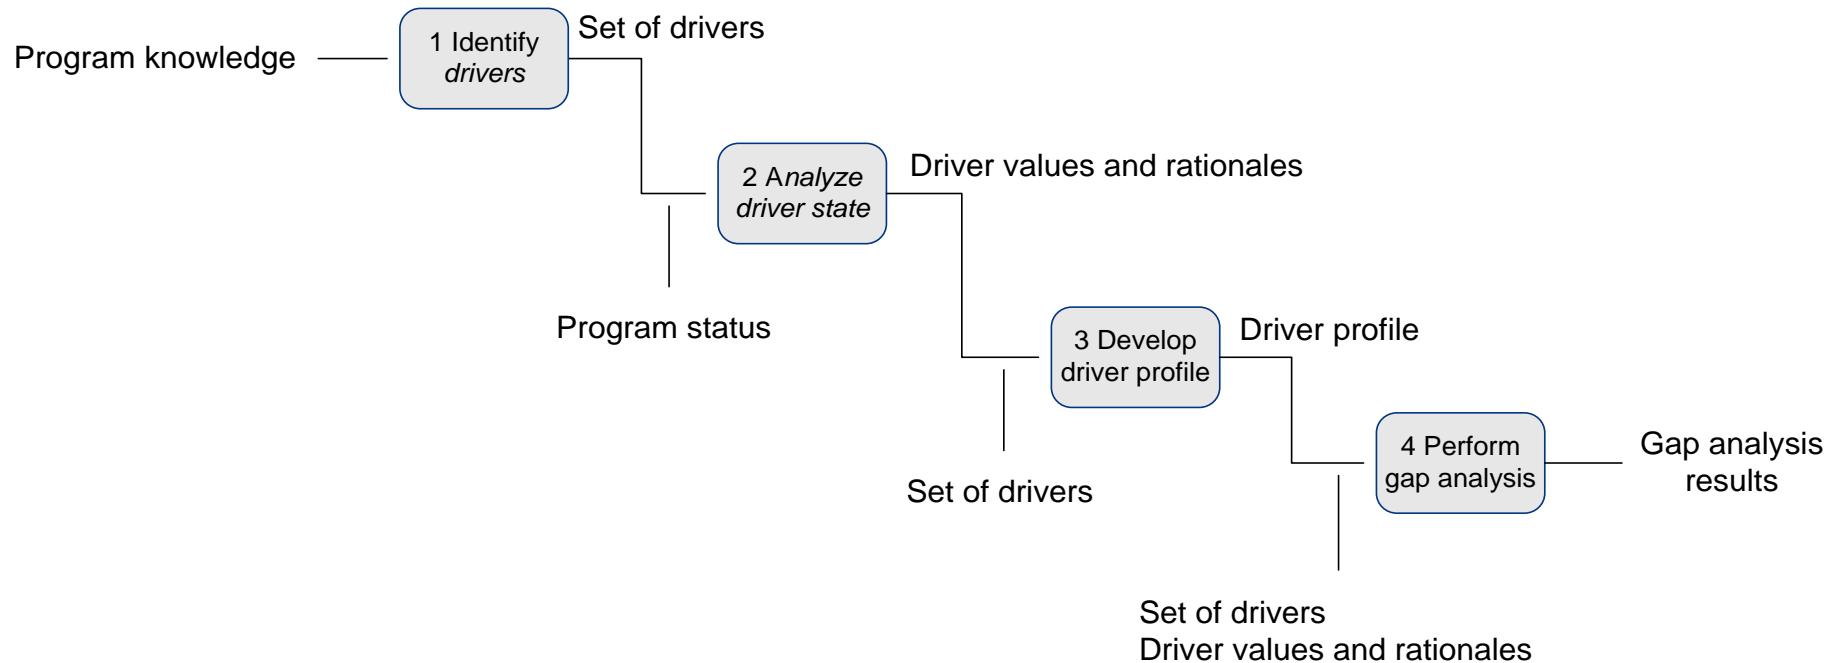 Program knowledge
1 Identify
drivers
Set of drivers
2 Analyze
driver state
Driver values and rationales
Program status
3 Develop
driver profile
Driver profile
Set of drivers
4 Perform
gap analysis
Gap analysis
results
Set of drivers
Driver values and rationales